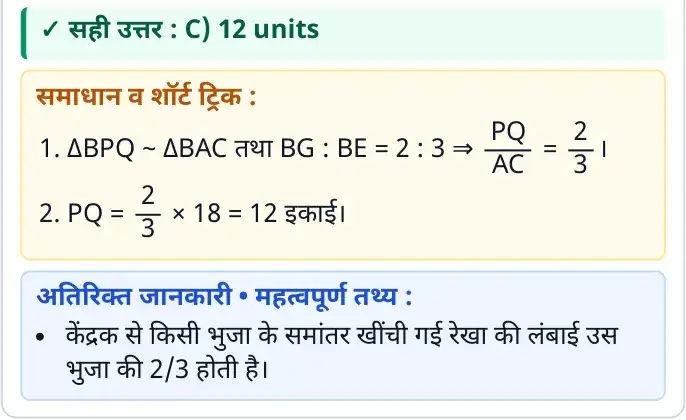 ✓ सही उत्तर : C) 12 units
समाधान व शॉर्ट ट्रिक :
1. ΔBPQ ~ ΔBAC तथा BG : BE = 2 : 3 ⇒ PQ/AC = 2/3 ।
2. PQ = 2/3 × 18 = 12 इकाई।
अतिरिक्त जानकारी • महत्वपूर्ण तथ्य :
• केंद्रक से किसी भुजा के समांतर खींची गई रेखा की लंबाई उस
भुजा की 2/3 होती है।